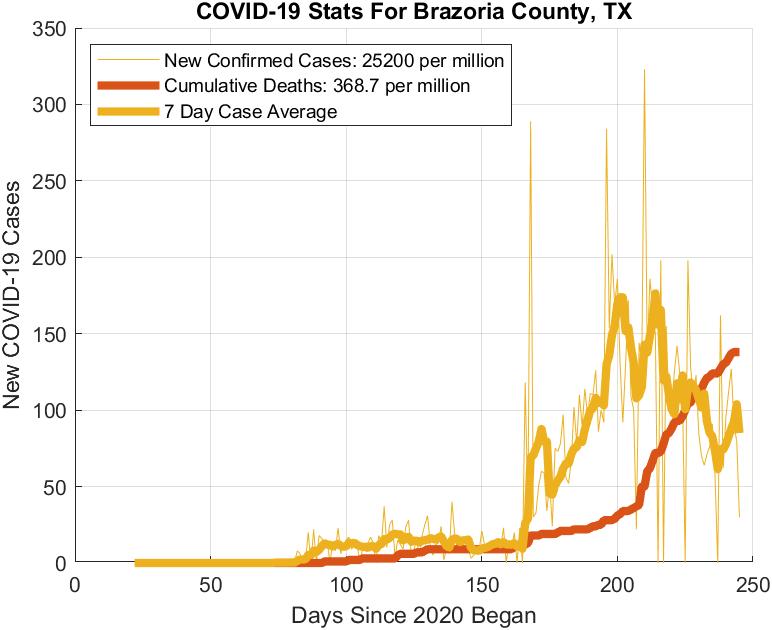 COVID-19 Stats For Brazoria County, TX
350
300
250
200
150
100
50
0
New COVID-19 Cases
New Confirmed Cases: 25200 per million
Cumulative Deaths: 368.7 per million
7 Day Case Average
0 50 100 150 200 250
Days Since 2020 Began